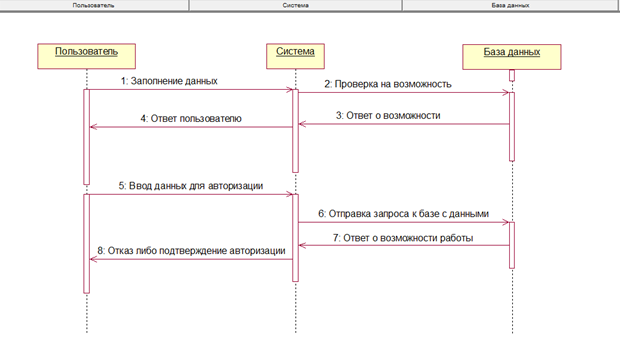 Пользователь Система База данных
Пользователь Система База данных
1: Заполнение данных
2: Проверка на возможность
3: Ответ о возможности
4: Ответ пользователю
5: Ввод данных для авторизации
6: Отправка запроса к базе с данными
7: Ответ о возможности работы
8: Отказ либо подтверждение авторизации